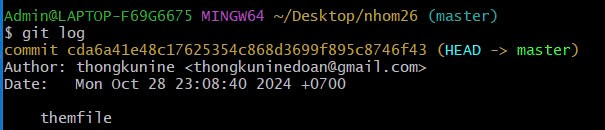 Admin@LAPTOP-F69G6675 MINGW64 ~/Desktop/nhom26 (master)
$ git log
commit cda6a41e48c17625354c868d3699f895c8746f43 (HEAD -> master)
Author: thongkunine <thongkuninedoan@gmail.com>
Date:   Mon Oct 28 23:08:40 2024 +0700
    themfile